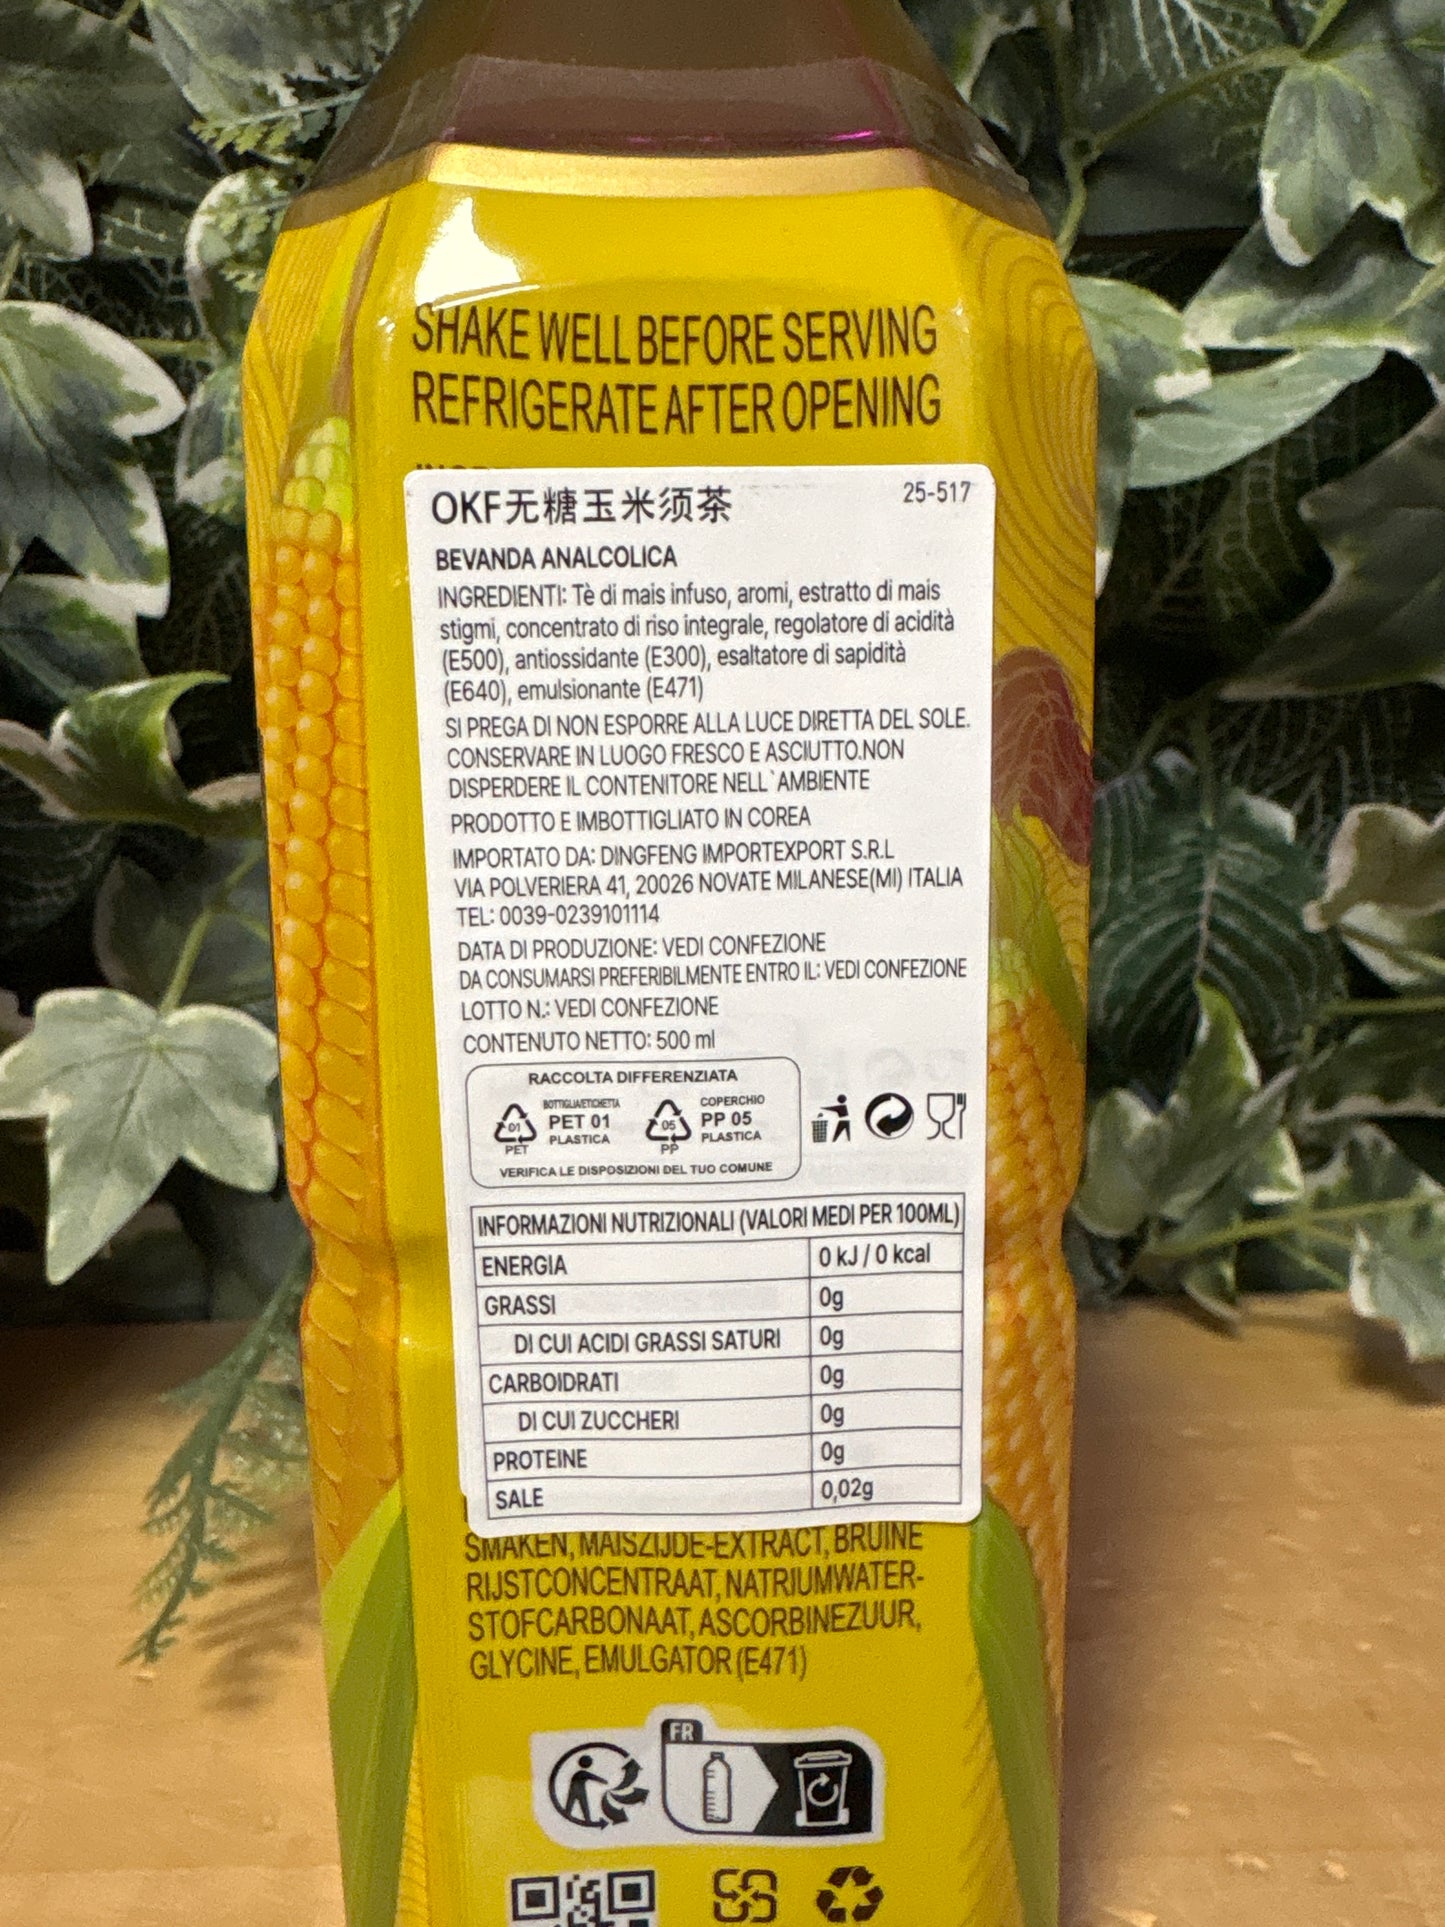 SHAKE WELL BEFORE SERVING
REFRIGERATE AFTER OPENING
OKF无糖玉米须茶
25-517
BEVANDA ANALCOLICA
INGREDIENTI: Tè di mais infuso, aromi, estratto di mais
stigmi, concentrato di riso integrale, regolatore di acidità
(E500), antiossidante (E300), esaltatore di sapidità
(E640), emulsionante (E471)
SI PREGA DI NON ESPORRE ALLA LUCE DIRETTA DEL SOLE.
CONSERVARE IN LUOGO FRESCO E ASCIUTTO.NON
DISPERDERE IL CONTENITORE NELL`AMBIENTE
PRODOTTO E IMBOTTIGLIATO IN COREA
IMPORTATO DA: DINGFENG IMPORTEXPORT S.R.L
VIA POLVERIERA 41, 20026 NOVATE MILANESE(MI) ITALIA
TEL: 0039-0239101114
DATA DI PRODUZIONE: VEDI CONFEZIONE
DA CONSUMARSI PREFERIBILMENTE ENTRO IL: VEDI CONFEZIONE
LOTTO N.: VEDI CONFEZIONE
CONTENUTO NETTO: 500 ml
RACCOLTA DIFFERENZIATA
01
PET
BOTTIGLIA/ETICHETTA
PET 01
PLASTICA
05
PP
COPERCHIO
PP 05
PLASTICA
VERIFICA LE DISPOSIZIONI DEL TUO COMUNE
INFORMAZIONI NUTRIZIONALI (VALORI MEDI PER 100ML)
ENERGIA 0 kJ / 0 kcal
GRASSI 0g
DI CUI ACIDI GRASSI SATURI 0g
CARBOIDRATI 0g
DI CUI ZUCCHERI 0g
PROTEINE 0g
SALE 0,02g
SMAKEN, MAISZIJDE-EXTRACT, BRUINE
RIJSTCONCENTRAAT, NATRIUMWATER-
STOFCARBONAAT, ASCORBINEZUUR,
GLYCINE, EMULGATOR (E471)
FR